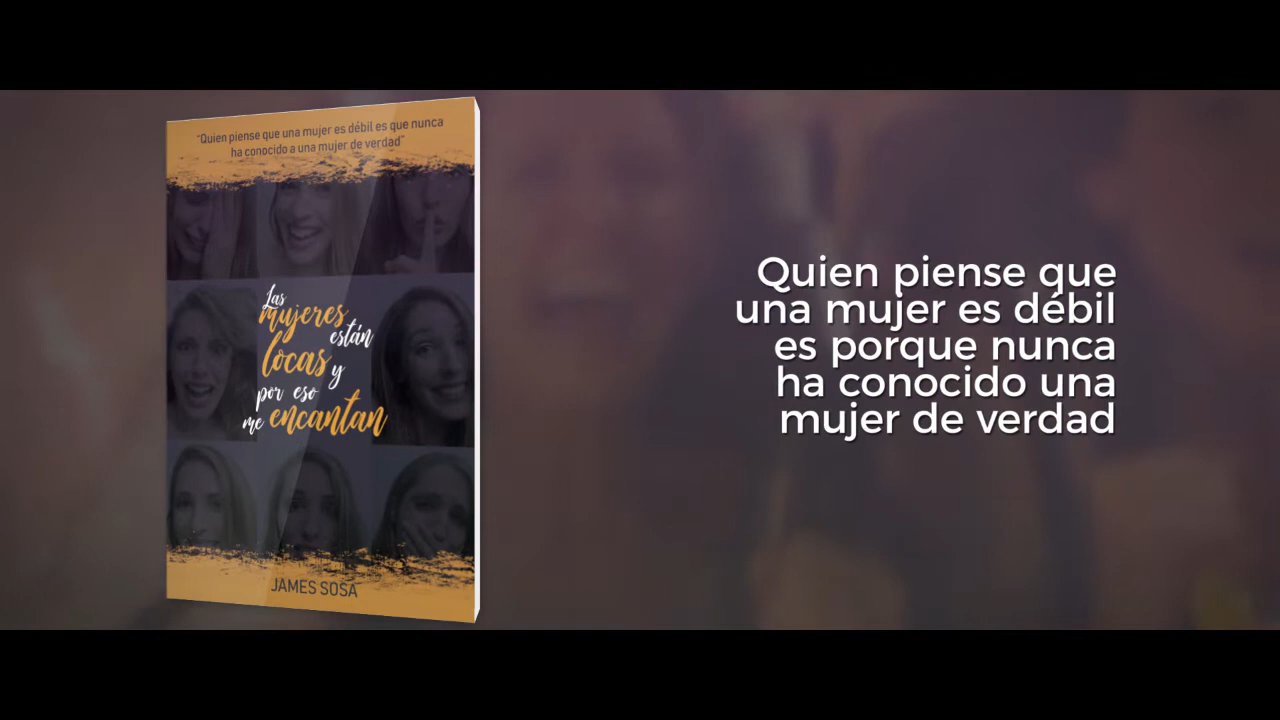 "Quien piense que una mujer es débil es que nunca
ha conocido a una mujer de verdad"
Las
mujeres
están
locas y
por eso
me encantan
JAMES SOSA
Quien piense que
una mujer es débil
es porque nunca
ha conocido una
mujer de verdad